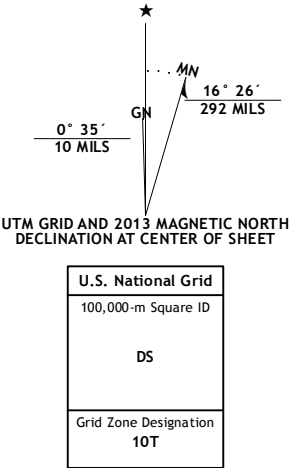 ★
MN
GN
16° 26´
292 MILS
0° 35´
10 MILS
UTM GRID AND 2013 MAGNETIC NORTH
DECLINATION AT CENTER OF SHEET
U.S. National Grid
100,000-m Square ID
DS
Grid Zone Designation
10T